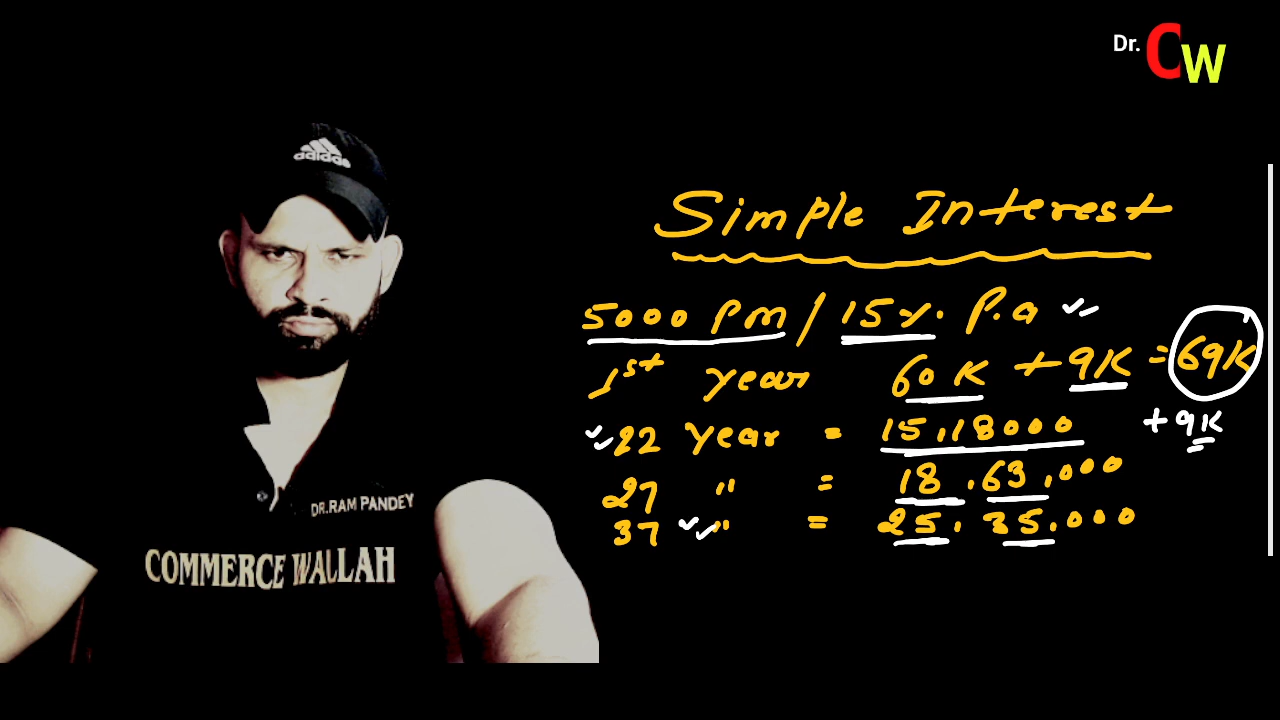 Dr. CW
adidas
Simple Interest
5000 Pm / 15%. P.a
1st year 60K + 9K = 69K
22 year = 15,18000 + 9K
27 " = 18,63,000
37 " = 25,35,000
DR.RAM PANDEY
COMMERCE WALLAH